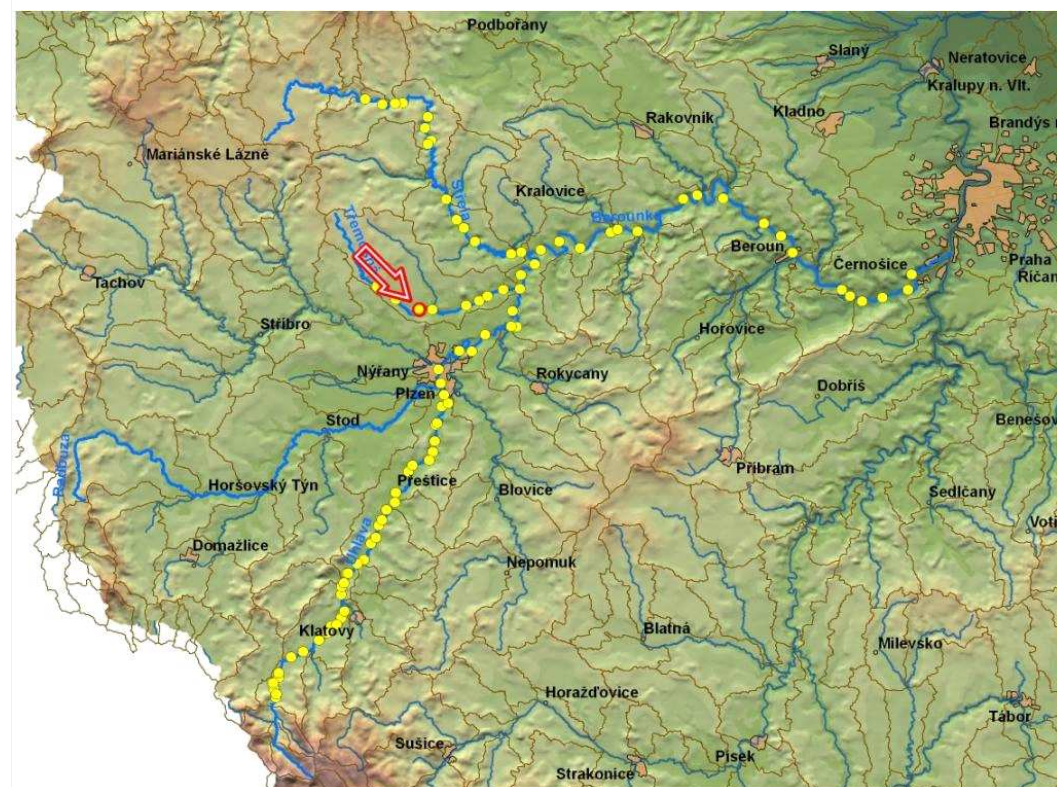 Podbořany
Slaný
Neratovice
Kralupy n. Vlt.
Kladno
Rakovník
Brandýs n
Mariánské Lázně
Střela
Kralovice
Berounka
Beroun
Černošice
Praha
Říčan
Tachov
Stříbro
Hořovice
Nýřany
Rokycany
Dobříš
Plzeň
Benešov
Stod
Radbuza
Přeštice
Příbram
Horšovský Týn
Blovice
Sedlčany
Voti
Úhlava
Domažlice
Nepomuk
Klatovy
Blatná
Milevsko
Horažďovice
Tábor
Sušice
Písek
Strakonice